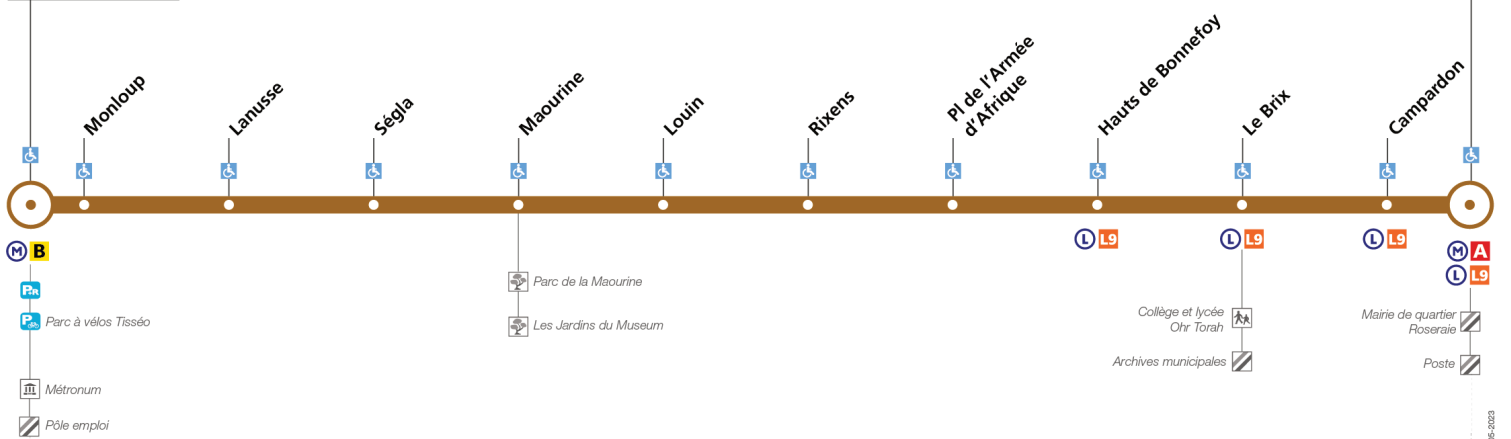 Monloup
Lanusse
Ségla
Maourine
Louin
Rixens
Pl de l'Armée
d'Afrique
Hauts de Bonnefoy
Le Brix
Campardon
M B
L L9
L L9
L L9
M A
L L9
P+R
P
Parc à vélos Tisséo
Métronum
Pôle emploi
Parc de la Maourine
Les Jardins du Museum
Collège et lycée
Ohr Torah
Archives municipales
Mairie de quartier
Roseraie
Poste